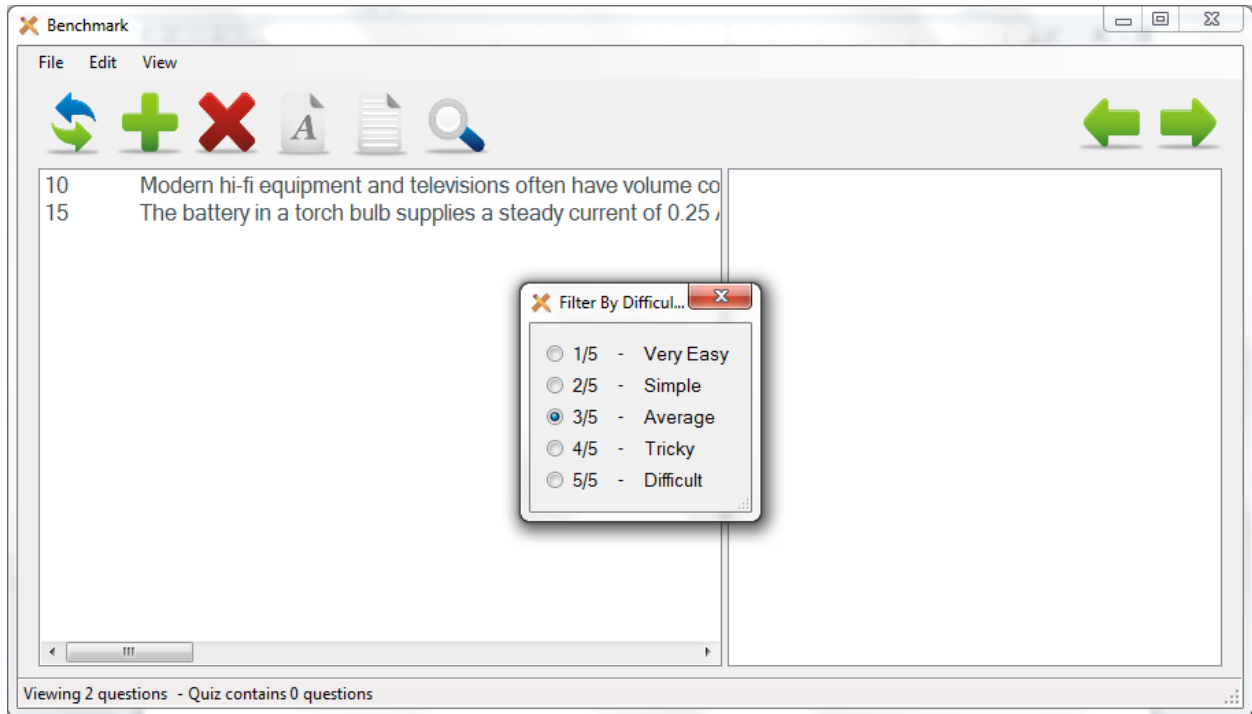 Benchmark
File Edit View
A
10 Modern hi-fi equipment and televisions often have volume co
15 The battery in a torch bulb supplies a steady current of 0.25
Filter By Difficul...
1/5 - Very Easy
2/5 - Simple
3/5 - Average
4/5 - Tricky
5/5 - Difficult
Viewing 2 questions - Quiz contains 0 questions